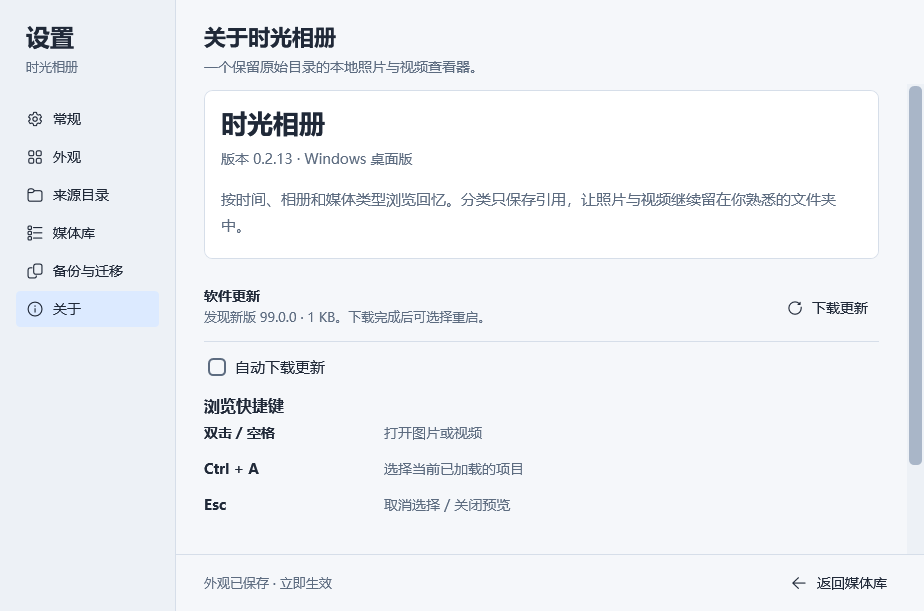 设置
时光相册
常规
外观
来源目录
媒体库
备份与迁移
关于
关于时光相册
一个保留原始目录的本地照片与视频查看器。
时光相册
版本 0.2.13 · Windows 桌面版
按时间、相册和媒体类型浏览回忆。分类只保存引用，让照片与视频继续留在你熟悉的文件夹
中。
软件更新
发现新版 99.0.0 · 1 KB。下载完成后可选择重启。
下载更新
自动下载更新
浏览快捷键
双击 / 空格
打开图片或视频
Ctrl + A
选择当前已加载的项目
Esc
取消选择 / 关闭预览
外观已保存 · 立即生效
返回媒体库